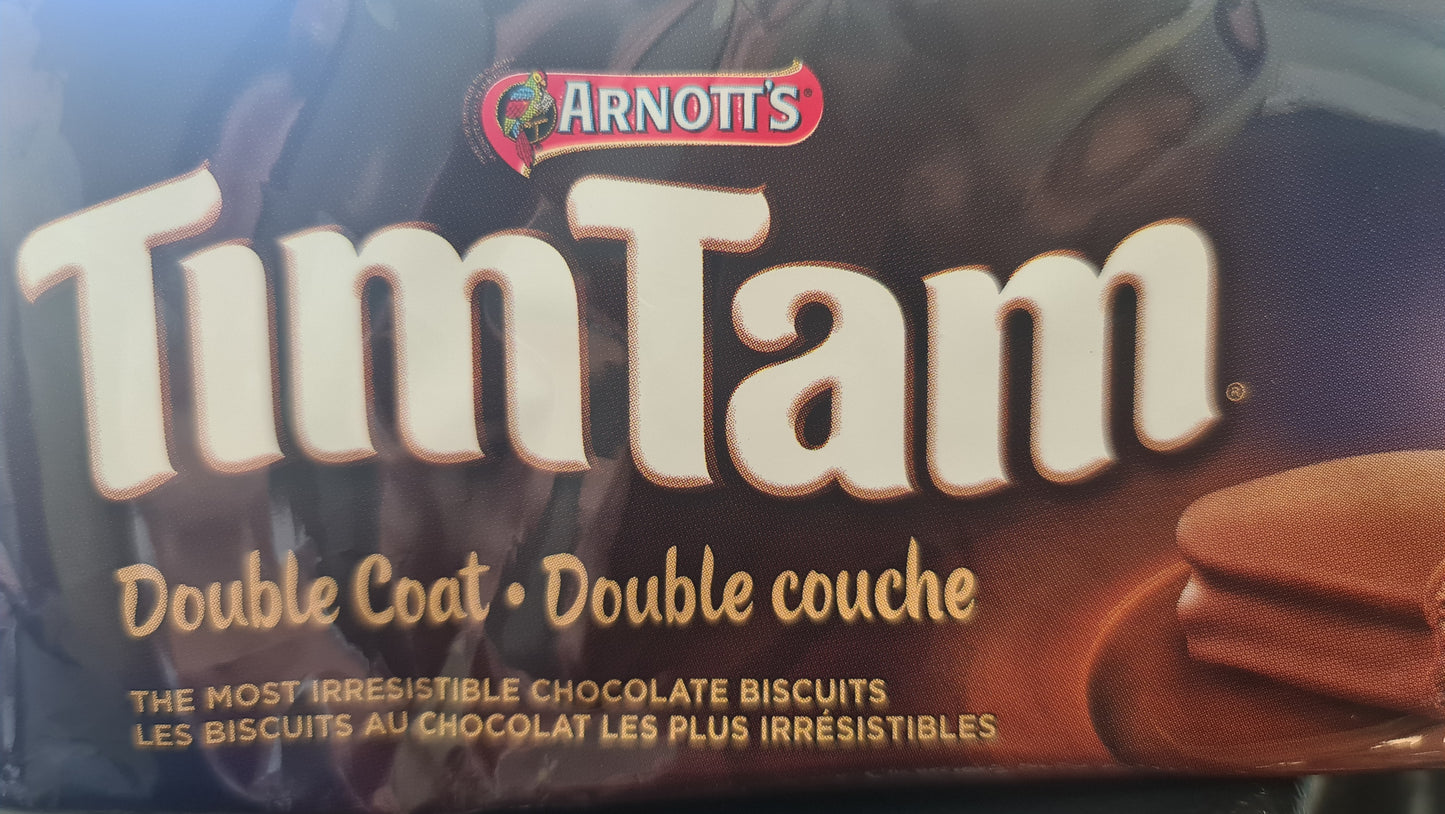 ARNOTT'S®
TimTam®
Double Coat • Double couche
THE MOST IRRESISTIBLE CHOCOLATE BISCUITS
LES BISCUITS AU CHOCOLAT LES PLUS IRRÉSISTIBLES